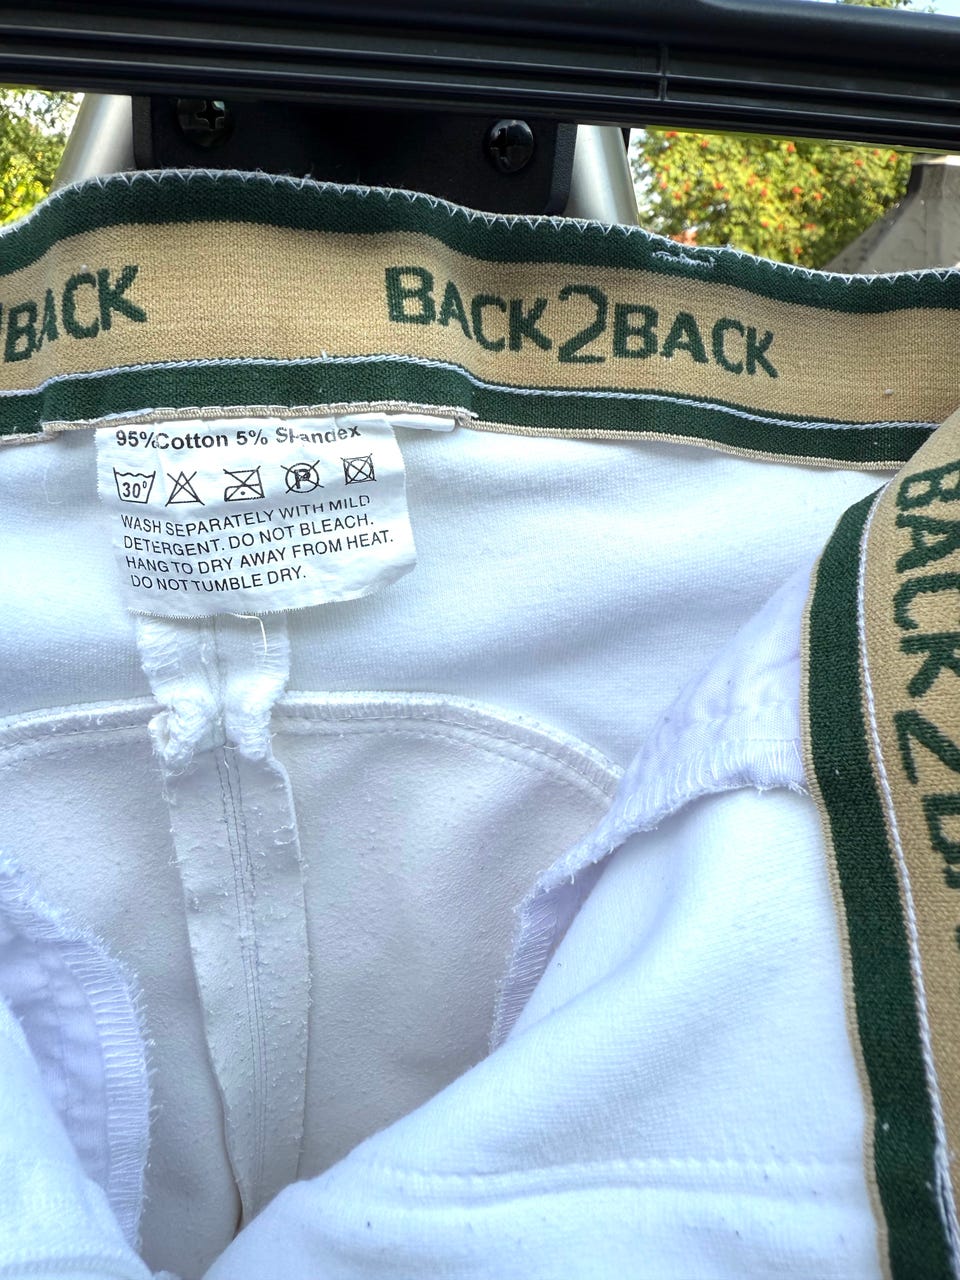 BACK
BACK2BACK
95%Cotton 5% Spandex
30°
P
WASH SEPARATELY WITH MILD
DETERGENT. DO NOT BLEACH.
HANG TO DRY AWAY FROM HEAT.
DO NOT TUMBLE DRY.
BACK2B